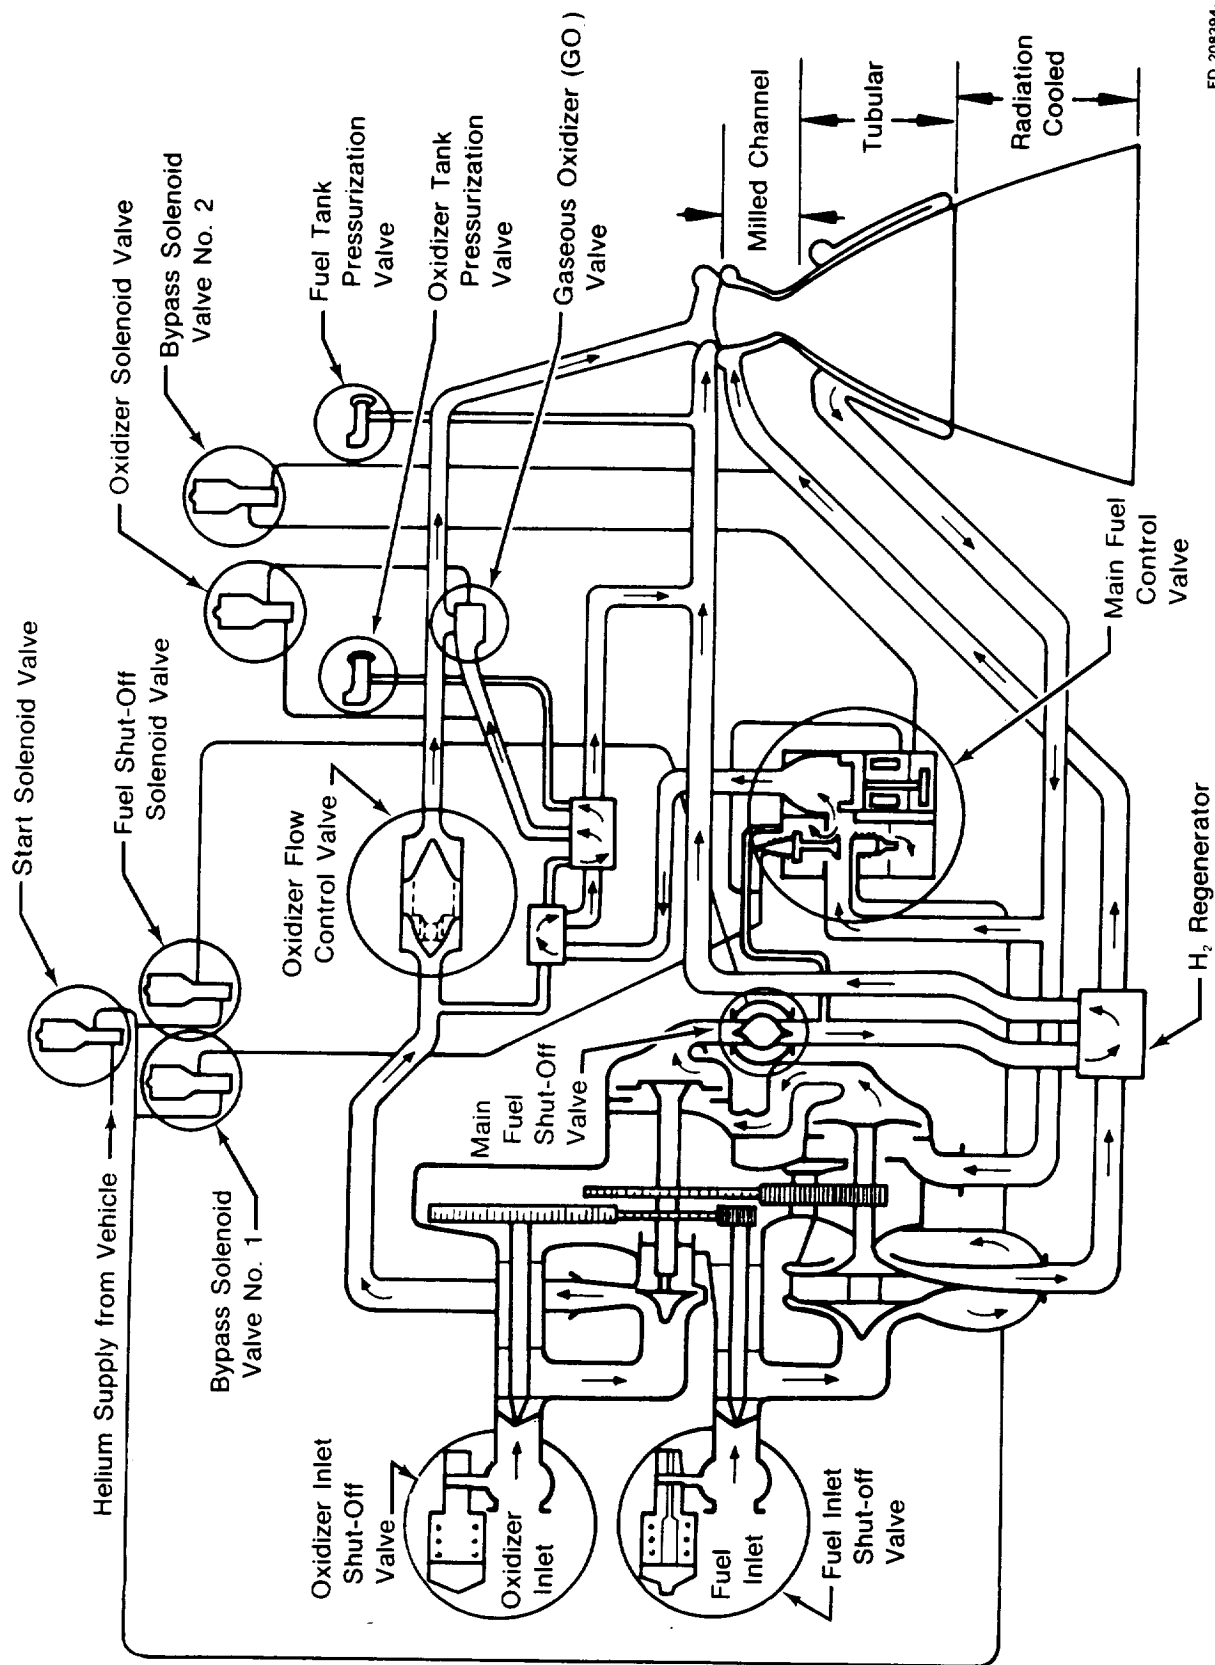 Start Solenoid Valve
Fuel Shut-Off
Solenoid Valve
Oxidizer Solenoid Valve
Bypass Solenoid
Valve No. 2
Fuel Tank
Pressurization
Valve
Oxidizer Tank
Pressurization
Valve
Gaseous Oxidizer (GO )
Valve
Helium Supply from Vehicle
Bypass Solenoid
Valve No. 1
Oxidizer Flow
Control Valve
Oxidizer Inlet
Shut-Off
Valve
Oxidizer
Inlet
Main
Fuel
Shut-Off
Valve
Milled Channel
Tubular
Radiation
Cooled
Fuel
Inlet
Fuel Inlet
Shut-off
Valve
Main Fuel
Control
Valve
H₂ Regenerator